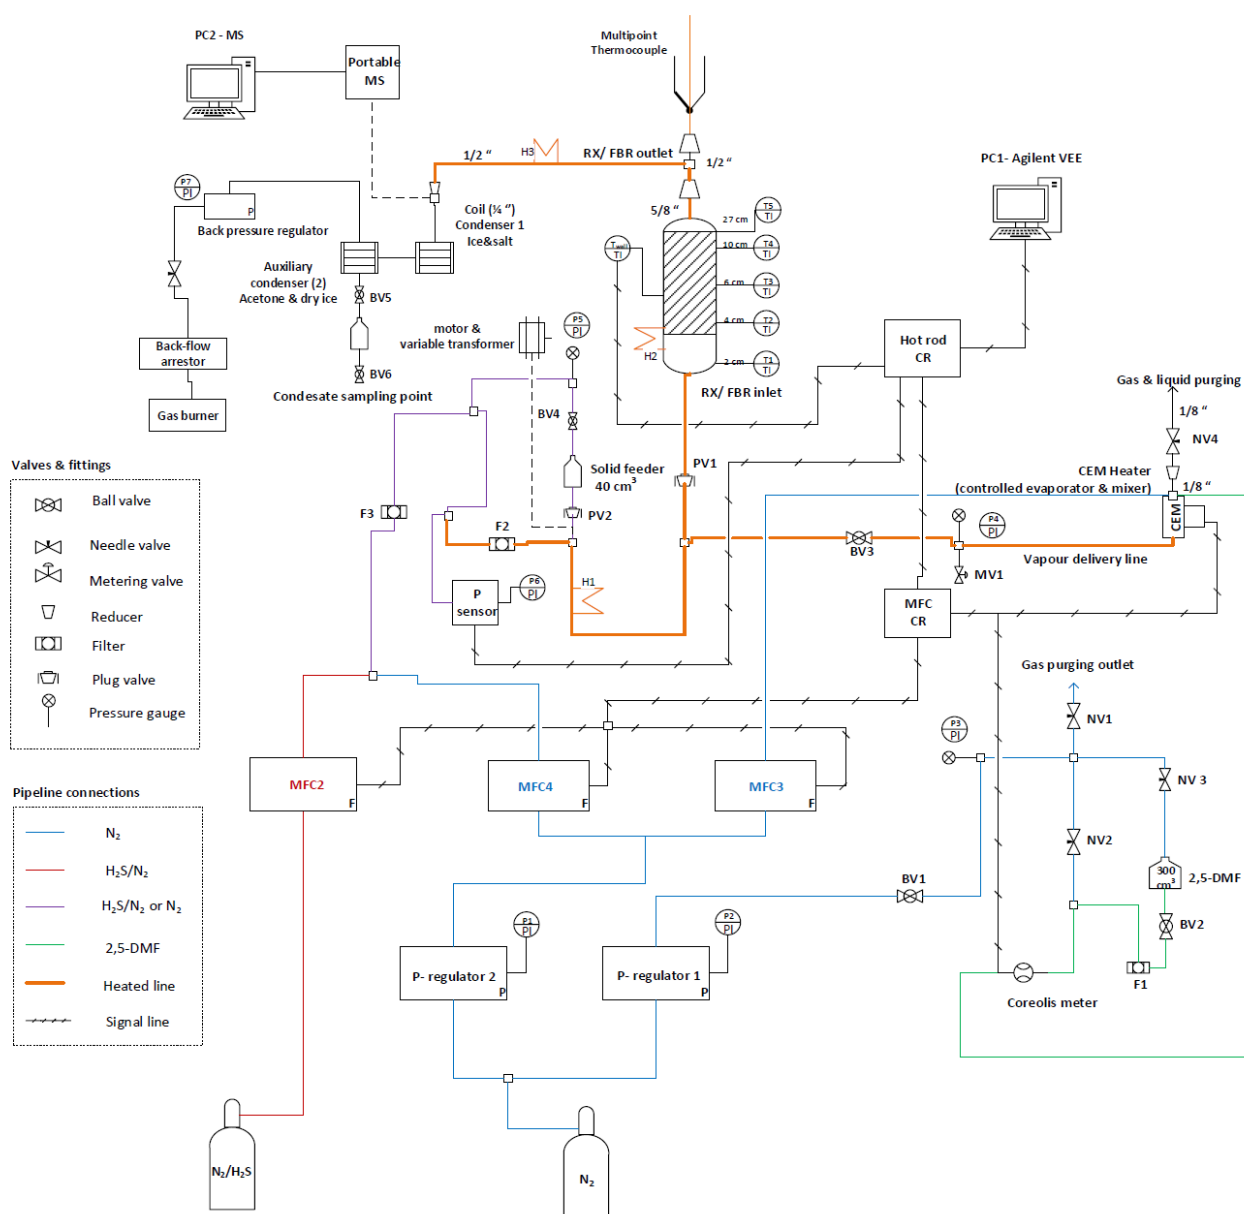 PC2 - MS
Portable
MS
Multipoint
Thermocouple
1/2 “
H3
RX/ FBR outlet
1/2 “
5/8 “
P7
PI
P
Back pressure regulator
Coil (¼ “)
Condenser 1
Ice&salt
Auxiliary
condenser (2)
Acetone & dry ice
BV5
BV6
Condesate sampling point
Back-flow
arrestor
Gas burner
motor &
variable transformer
P5
PI
BV4
Solid feeder
40 cm³
PV2
Twall
TI
27 cm
T5
TI
10 cm
T4
TI
6 cm
T3
TI
4 cm
T2
TI
2 cm
T1
TI
H2
RX/ FBR inlet
PV1
PC1- Agilent VEE
Hot rod
CR
Gas & liquid purging
1/8 “
NV4
CEM Heater
(controlled evaporator & mixer)
1/8 “
CEM
P4
PI
BV3
MV1
Vapour delivery line
F3
F2
H1
P
sensor
P6
PI
MFC
CR
Valves & fittings
Ball valve
Needle valve
Metering valve
Reducer
Filter
Plug valve
Pressure gauge
Pipeline connections
N₂
H₂S/N₂
H₂S/N₂ or N₂
2,5-DMF
Heated line
Signal line
MFC2
F
MFC4
F
MFC3
F
Gas purging outlet
NV1
P3
PI
NV 3
NV2
300
cm³
2,5-DMF
BV2
F1
Coreolis meter
BV1
P1
PI
P2
PI
P- regulator 2
P
P- regulator 1
P
N₂/H₂S
N₂